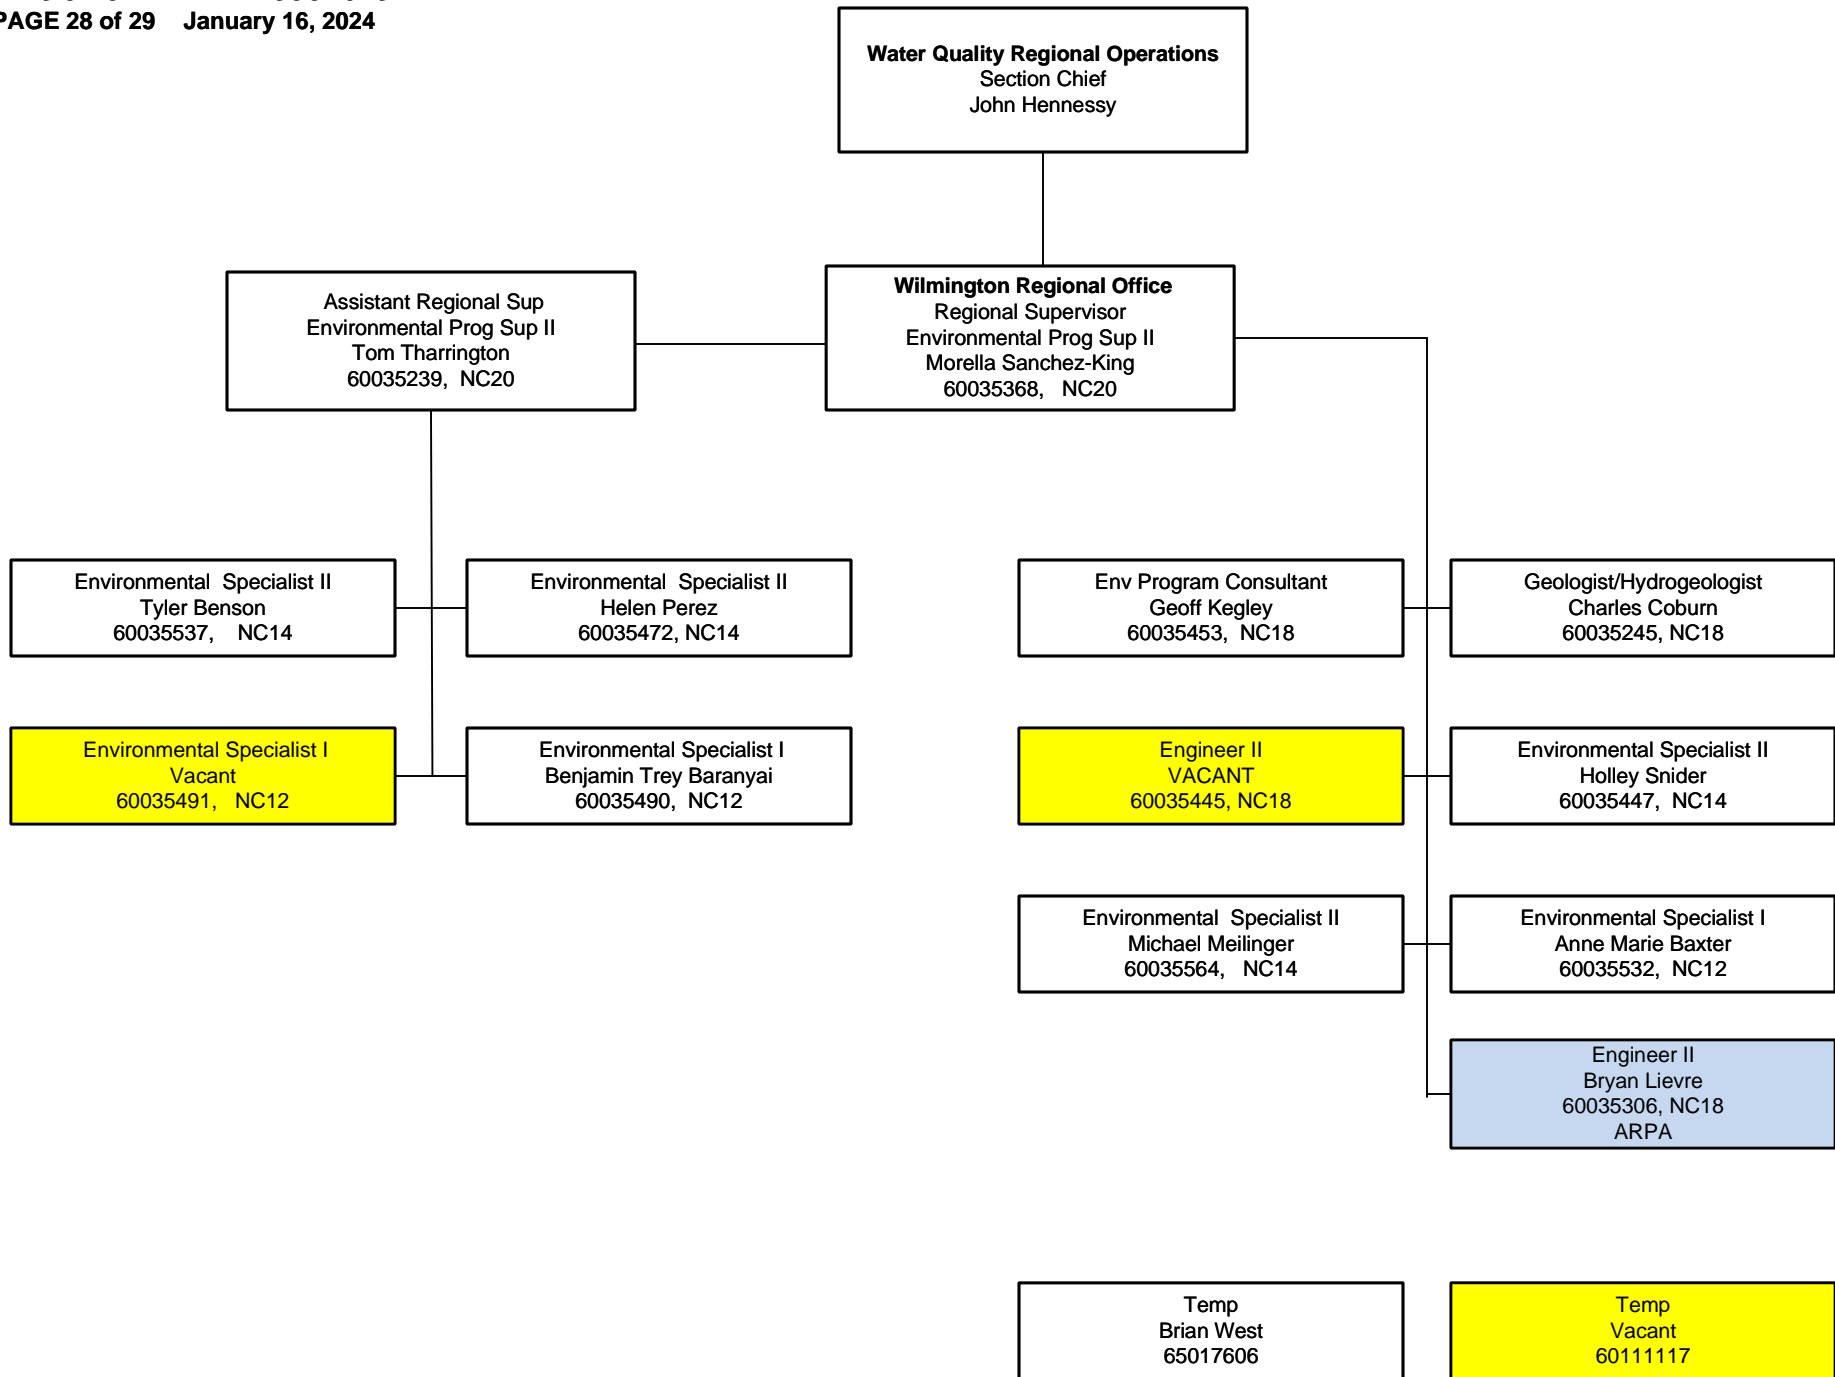 PAGE 28 of 29 January 16, 2024
Water Quality Regional Operations
Section Chief
John Hennessy
Assistant Regional Sup
Environmental Prog Sup II
Tom Tharrington
60035239, NC20
Wilmington Regional Office
Regional Supervisor
Environmental Prog Sup II
Morella Sanchez-King
60035368, NC20
Environmental Specialist II
Tyler Benson
60035537, NC14
Environmental Specialist II
Helen Perez
60035472, NC14
Env Program Consultant
Geoff Kegley
60035453, NC18
Geologist/Hydrogeologist
Charles Coburn
60035245, NC18
Environmental Specialist I
Vacant
60035491, NC12
Environmental Specialist I
Benjamin Trey Baranyai
60035490, NC12
Engineer II
VACANT
60035445, NC18
Environmental Specialist II
Holley Snider
60035447, NC14
Environmental Specialist II
Michael Meilinger
60035564, NC14
Environmental Specialist I
Anne Marie Baxter
60035532, NC12
Engineer II
Bryan Lievre
60035306, NC18
ARPA
Temp
Brian West
65017606
Temp
Vacant
60111117